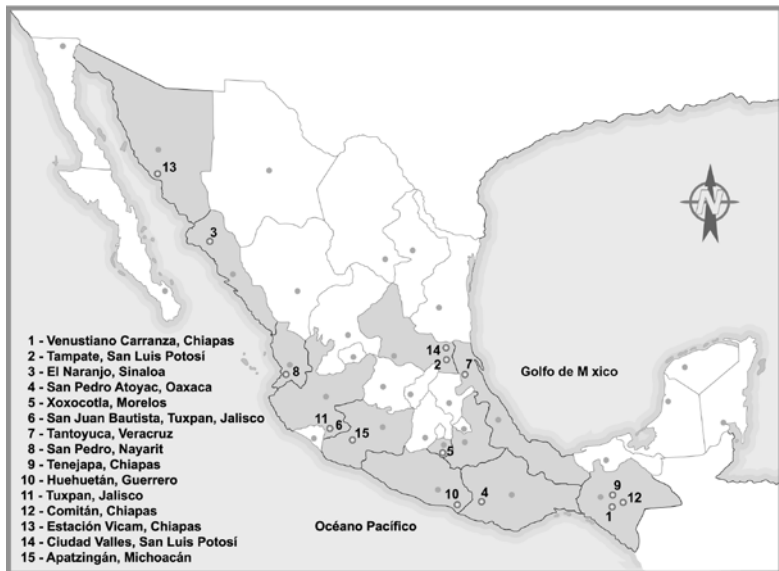 13
3
14
2
8
7
Golfo de M xico
11
6
15
5
10
4
9
12
1
Océano Pacífico
N
1 - Venustiano Carranza, Chiapas
2 - Tampate, San Luis Potosí
3 - El Naranjo, Sinaloa
4 - San Pedro Atoyac, Oaxaca
5 - Xoxocotla, Morelos
6 - San Juan Bautista, Tuxpan, Jalisco
7 - Tantoyuca, Veracruz
8 - San Pedro, Nayarit
9 - Tenejapa, Chiapas
10 - Huehuetán, Guerrero
11 - Tuxpan, Jalisco
12 - Comitán, Chiapas
13 - Estación Vicam, Chiapas
14 - Ciudad Valles, San Luis Potosí
15 - Apatzingán, Michoacán